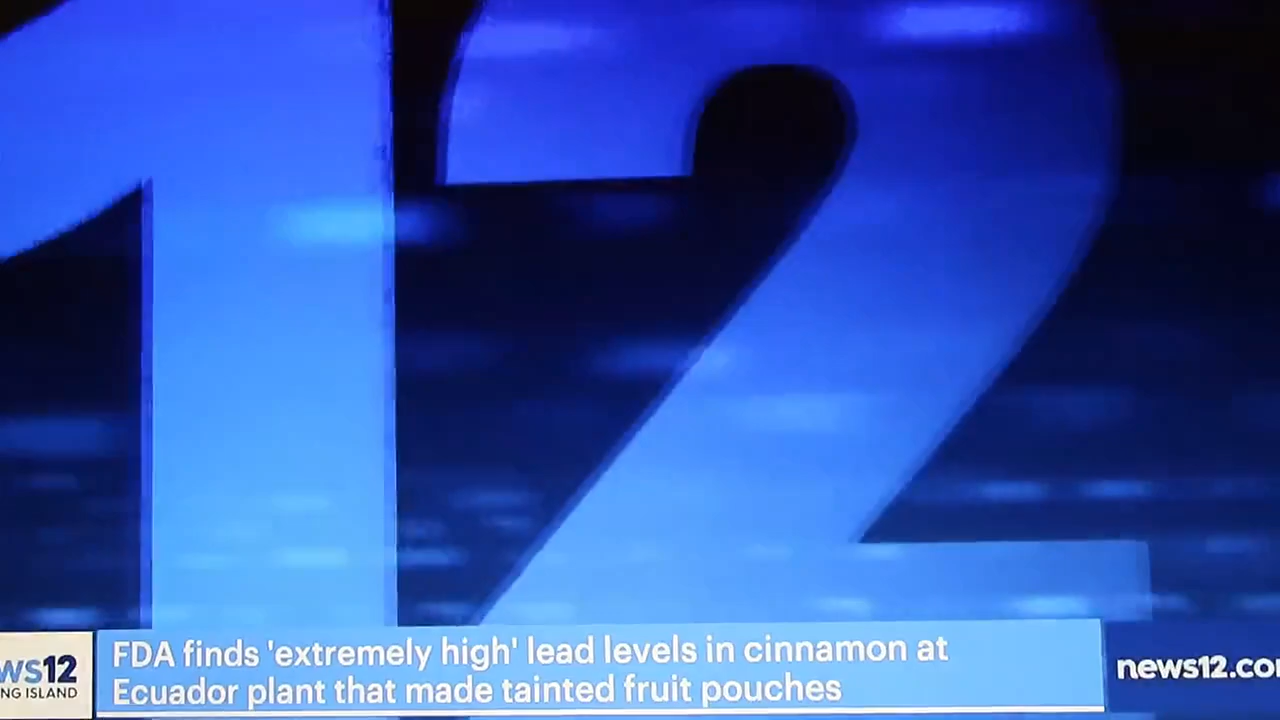 12
WS12
NG ISLAND
FDA finds 'extremely high' lead levels in cinnamon at
Ecuador plant that made tainted fruit pouches
news12.co